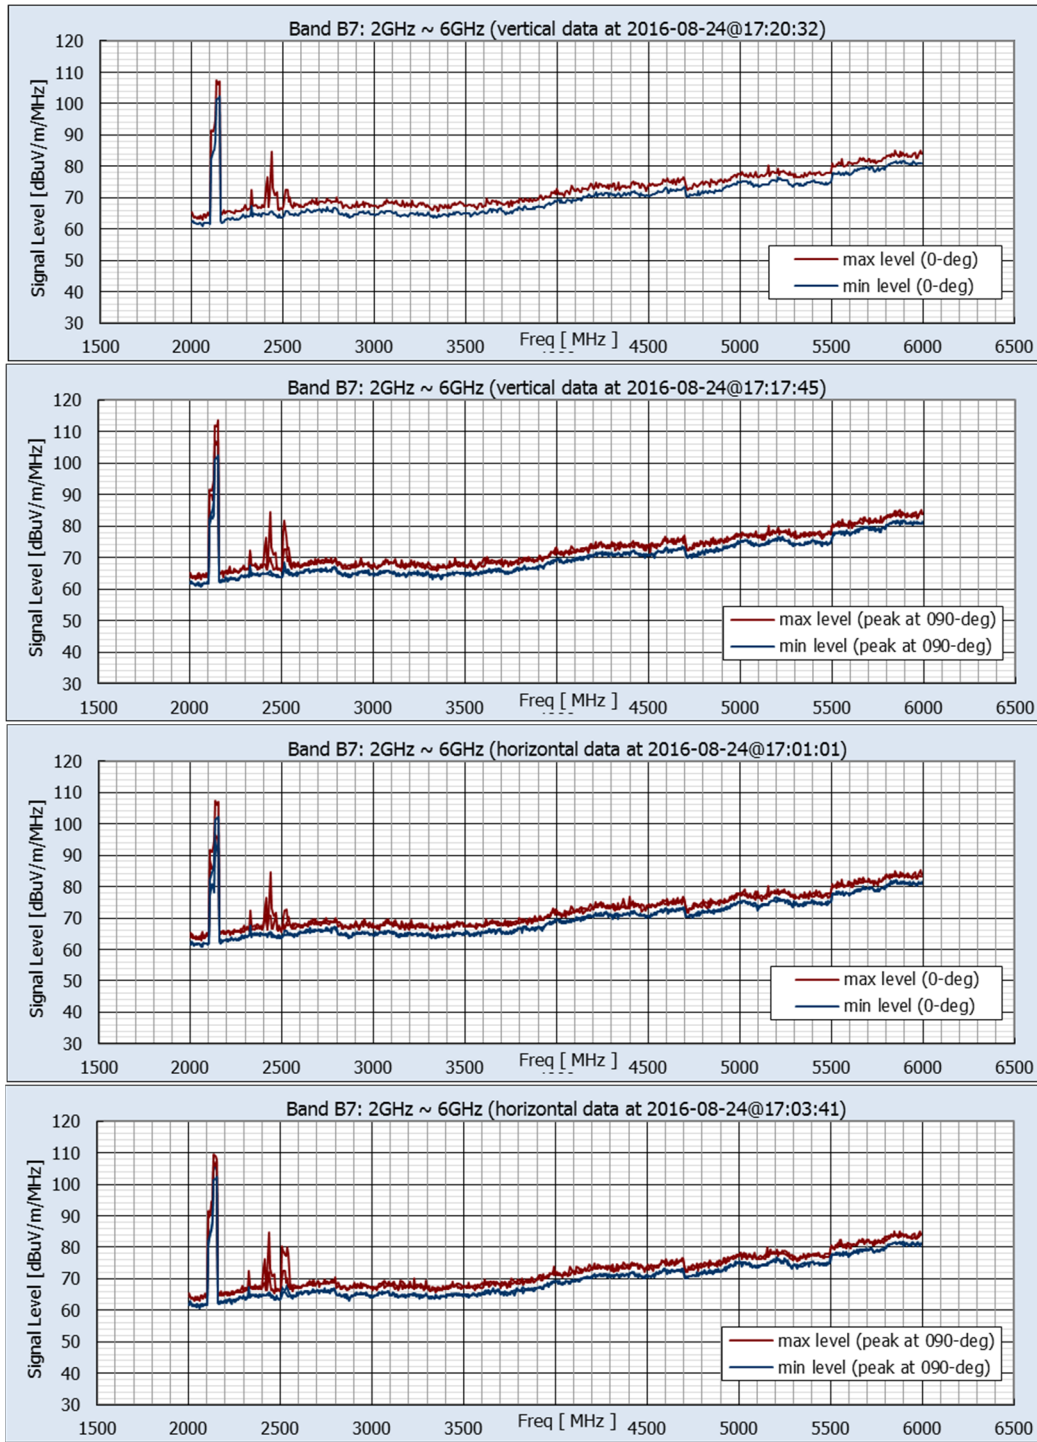 Band B7: 2GHz ~ 6GHz (vertical data at 2016-08-24@17:20:32)
120
110
100
90
80
70
60
50
40
30
Signal Level [dBuV/m/MHz]
max level (0-deg)
min level (0-deg)
1500 2000 2500 3000 3500 4000 4500 5000 5500 6000 6500
Freq [ MHz ]
Band B7: 2GHz ~ 6GHz (vertical data at 2016-08-24@17:17:45)
120
110
100
90
80
70
60
50
40
30
Signal Level [dBuV/m/MHz]
max level (peak at 090-deg)
min level (peak at 090-deg)
1500 2000 2500 3000 3500 4000 4500 5000 5500 6000 6500
Freq [ MHz ]
Band B7: 2GHz ~ 6GHz (horizontal data at 2016-08-24@17:01:01)
120
110
100
90
80
70
60
50
40
30
Signal Level [dBuV/m/MHz]
max level (0-deg)
min level (0-deg)
1500 2000 2500 3000 3500 4500 5000 5500 6000 6500
Freq [ MHz ]
Band B7: 2GHz ~ 6GHz (horizontal data at 2016-08-24@17:03:41)
120
110
100
90
80
70
60
50
40
30
Signal Level [dBuV/m/MHz]
max level (peak at 090-deg)
min level (peak at 090-deg)
1500 2000 2500 3000 3500 4000 4500 5000 5500 6000 6500
Freq [ MHz ]